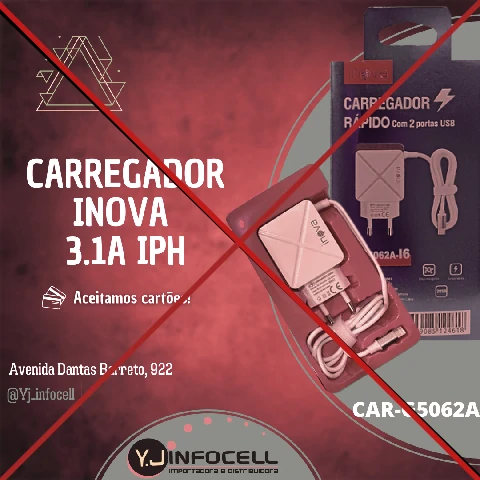 CARREGADOR
INOVA
3.1A IPH
Aceitamos cartões!
Avenida Dantas Barreto, 922
@Yj_infocell
CARREGADOR
RÁPIDO Com 2 portas USB
inova
CAR-G5062A
Y.J INFOCELL
importadora e distribuidora